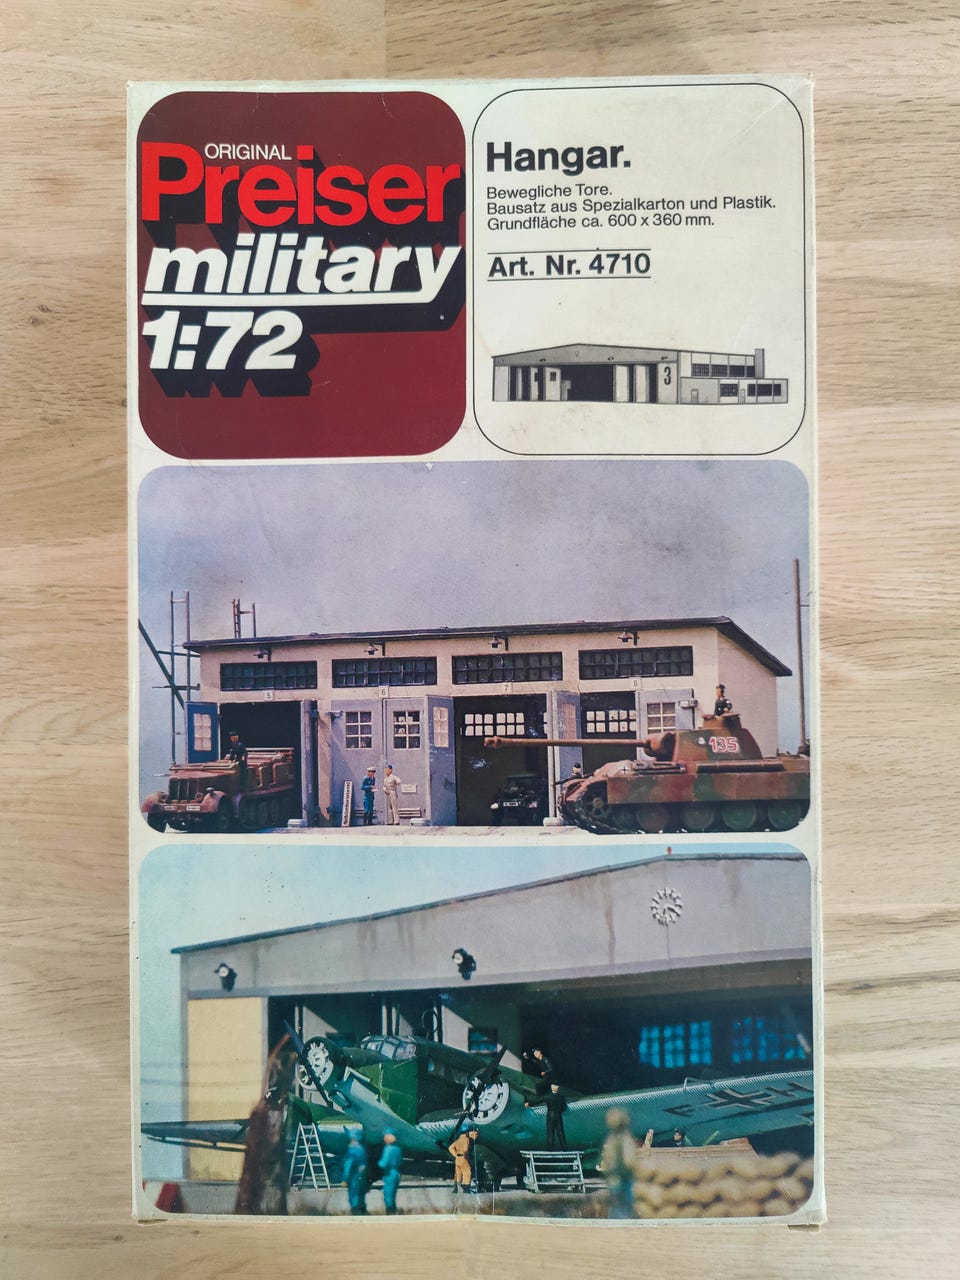 ORIGINAL
Preiser
military
1:72
Hangar.
Bewegliche Tore.
Bausatz aus Spezialkarton und Plastik.
Grundfläche ca. 600 x 360 mm.
Art. Nr. 4710
3
5
6
7
8
135